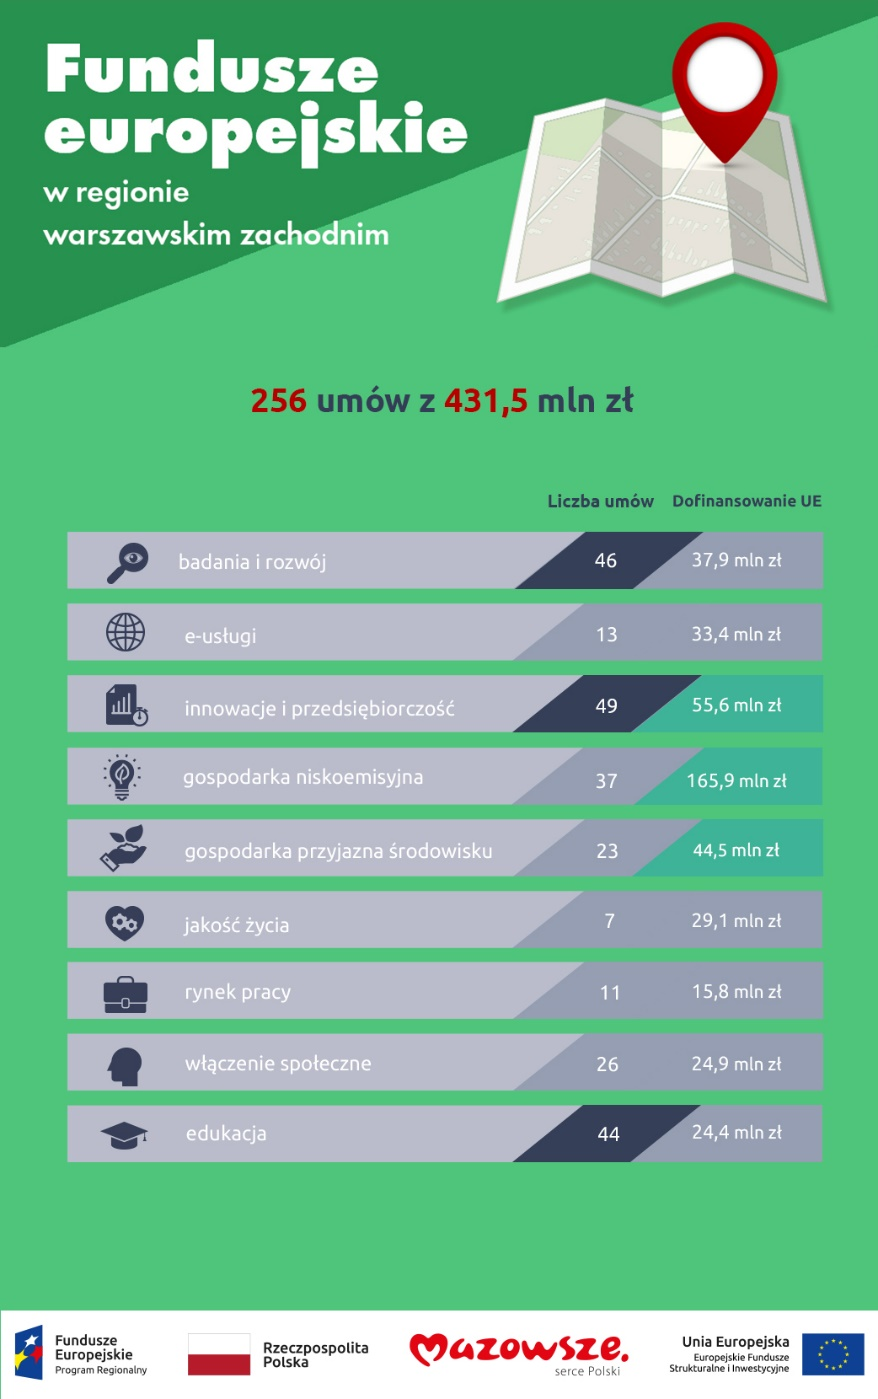 Fundusze
europejskie
w regionie
warszawskim zachodnim
256 umów z 431,5 mln zł
Liczba umów Dofinansowanie UE
badania i rozwój 46 37,9 mln zł
e-usługi 13 33,4 mln zł
innowacje i przedsiębiorczość 49 55,6 mln zł
gospodarka niskoemisyjna 37 165,9 mln zł
gospodarka przyjazna środowisku 23 44,5 mln zł
jakość życia 7 29,1 mln zł
rynek pracy 11 15,8 mln zł
włączenie społeczne 26 24,9 mln zł
edukacja 44 24,4 mln zł
Fundusze
Europejskie
Program Regionalny
Rzeczpospolita
Polska
Mazowsze.
serce Polski
Unia Europejska
Europejskie Fundusze
Strukturalne i Inwestycyjne